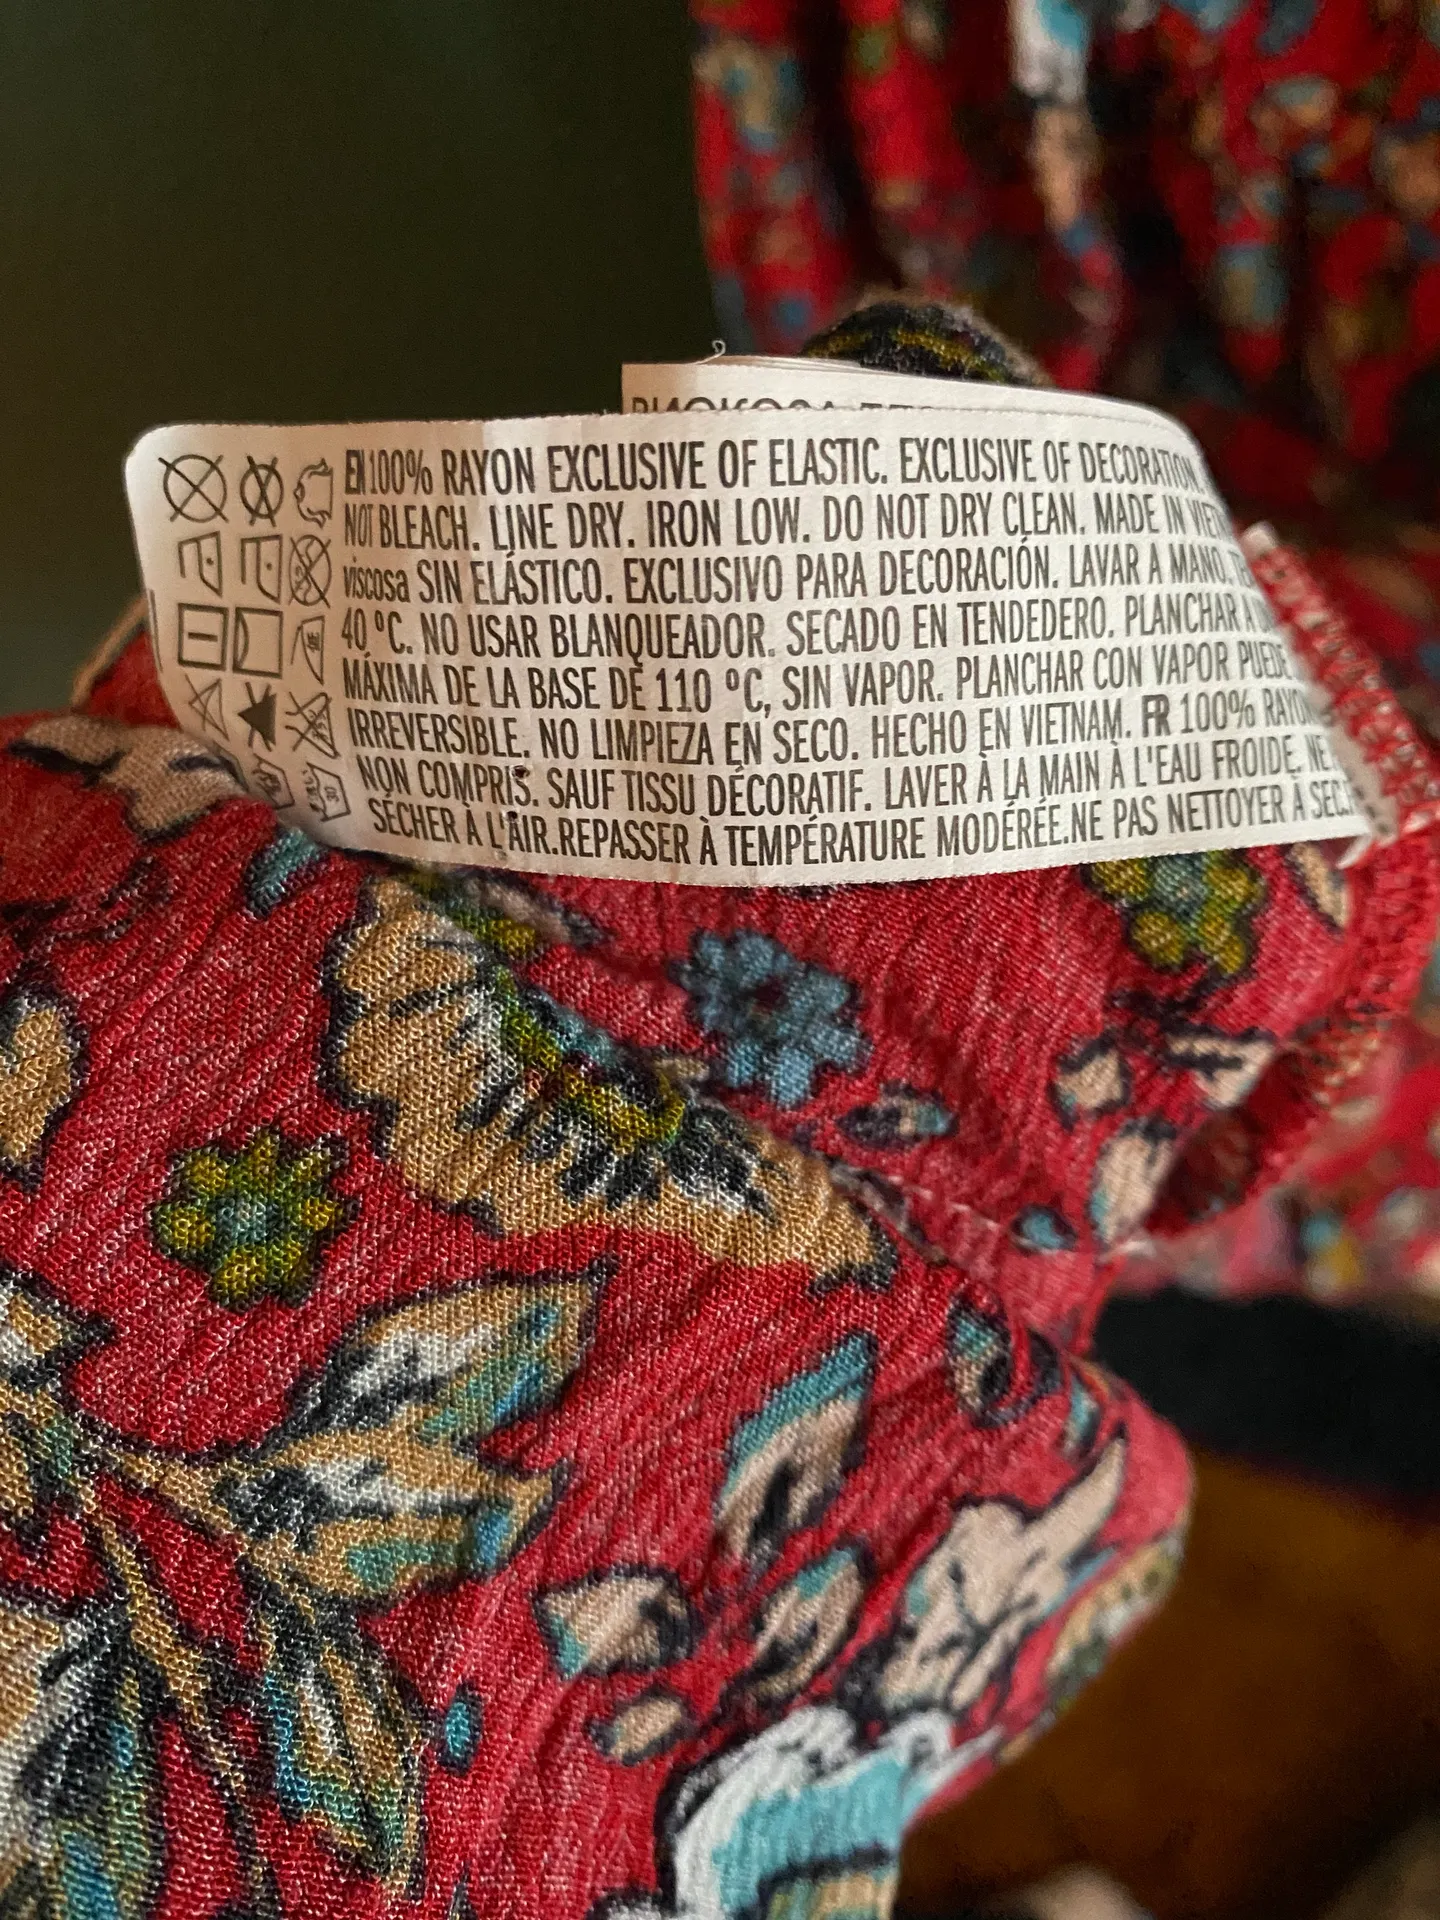 ВИСКОЗА
EN 100% RAYON EXCLUSIVE OF ELASTIC. EXCLUSIVE OF DECORATION.
NOT BLEACH. LINE DRY. IRON LOW. DO NOT DRY CLEAN. MADE IN
viscosa SIN ELÁSTICO. EXCLUSIVO PARA DECORACIÓN. LAVAR A MANO.
40 °C. NO USAR BLANQUEADOR. SECADO EN TENDEDERO. PLANCHAR A
MÁXIMA DE LA BASE DE 110 °C, SIN VAPOR. PLANCHAR CON VAPOR PUEDE
IRREVERSIBLE. NO LIMPIEZA EN SECO. HECHO EN VIETNAM. FR 100% RAYON
NON COMPRIS. SAUF TISSU DÉCORATIF. LAVER À LA MAIN À L'EAU FROIDE. NE
SÉCHER À L'AIR.REPASSER À TEMPÉRATURE MODÉRÉE.NE PAS NETTOYER À SEC.
30